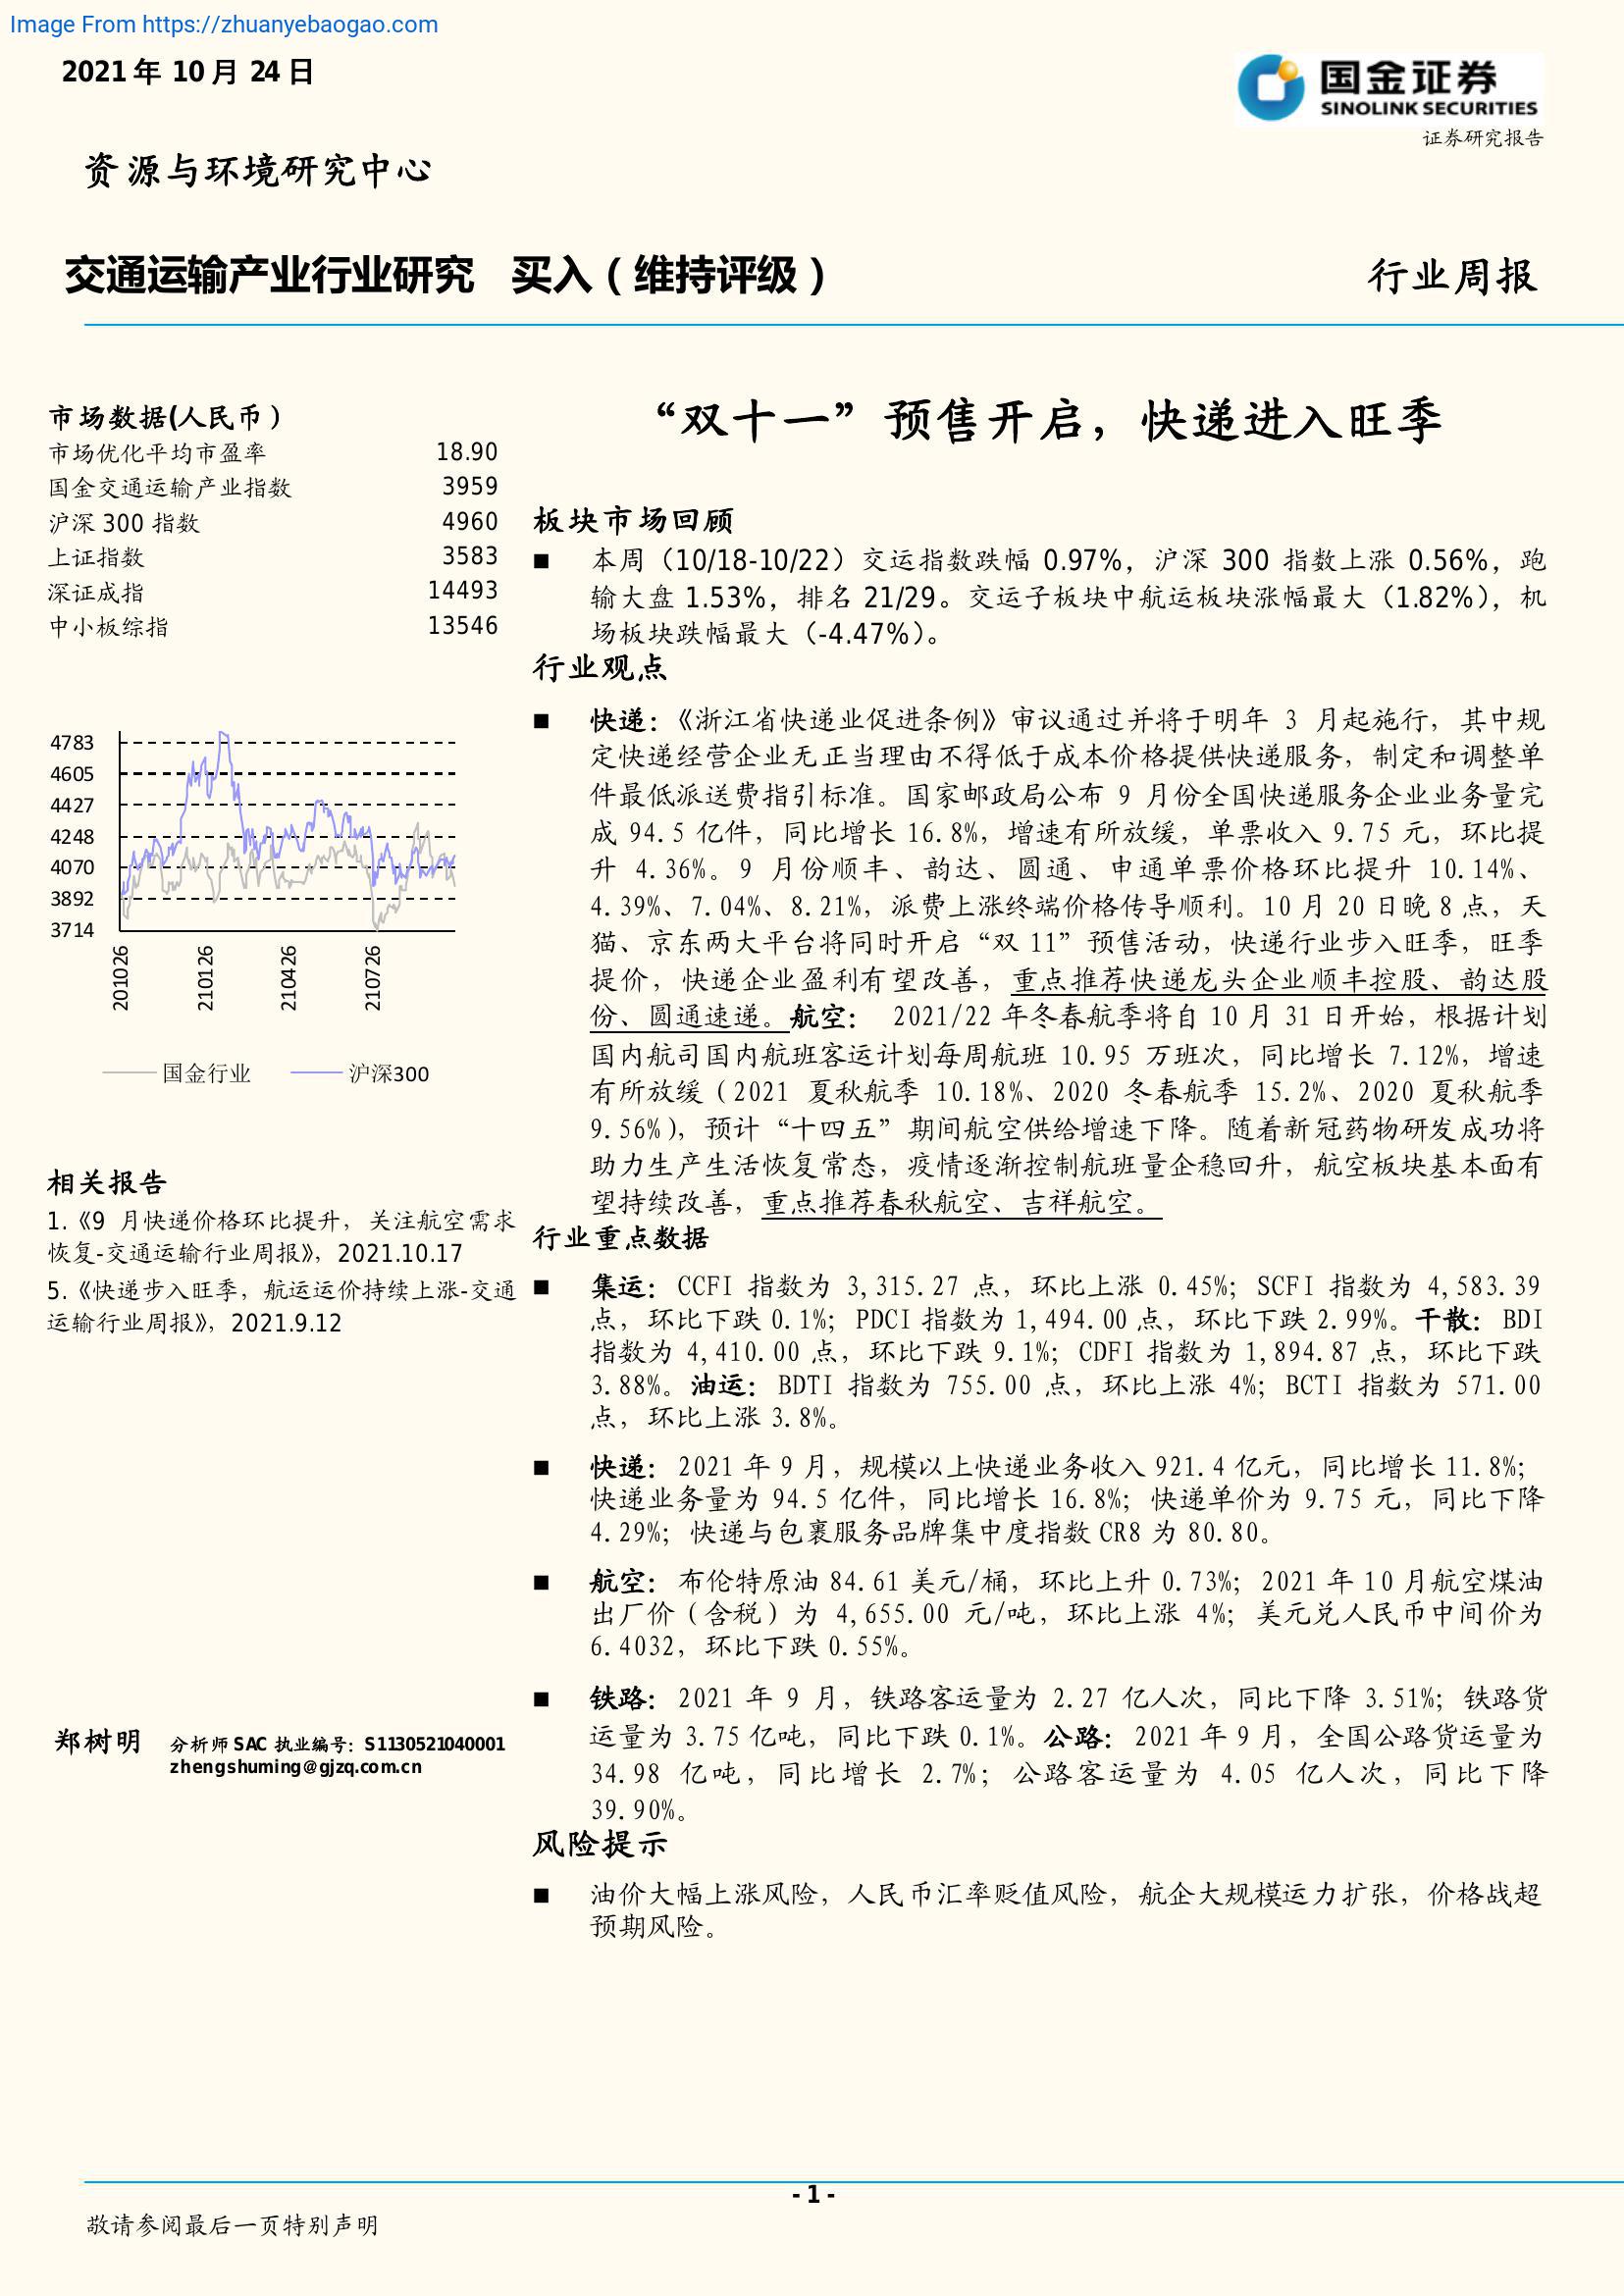 Image From https://zhuanyebaogao.com
2021 年 10 月 24 日
国金证券
SINOLINK SECURITIES
证券研究报告
资源与环境研究中心
交通运输产业行业研究 买入（维持评级）
行业周报
市场数据(人民币）
市场优化平均市盈率 18.90
国金交通运输产业指数 3959
沪深 300 指数 4960
上证指数 3583
深证成指 14493
中小板综指 13546
4783
4605
4427
4248
4070
3892
3714
201026
210126
210426
210726
国金行业 沪深300
相关报告
1.《9 月快递价格环比提升，关注航空需求
恢复-交通运输行业周报》，2021.10.17
5.《快递步入旺季，航运运价持续上涨-交通
运输行业周报》，2021.9.12
郑树明 分析师 SAC 执业编号：S1130521040001
zhengshuming@gjzq.com.cn
“双十一”预售开启，快递进入旺季
板块市场回顾
■ 本周（10/18-10/22）交运指数跌幅 0.97%，沪深 300 指数上涨 0.56%，跑
输大盘 1.53%，排名 21/29。交运子板块中航运板块涨幅最大（1.82%），机
场板块跌幅最大（-4.47%）。
行业观点
■ 快递：《浙江省快递业促进条例》审议通过并将于明年 3 月起施行，其中规
定快递经营企业无正当理由不得低于成本价格提供快递服务，制定和调整单
件最低派送费指引标准。国家邮政局公布 9 月份全国快递服务企业业务量完
成 94.5 亿件，同比增长 16.8%，增速有所放缓，单票收入 9.75 元，环比提
升 4.36%。9 月份顺丰、韵达、圆通、申通单票价格环比提升 10.14%、
4.39%、7.04%、8.21%，派费上涨终端价格传导顺利。10 月 20 日晚 8 点，天
猫、京东两大平台将同时开启“双 11”预售活动，快递行业步入旺季，旺季
提价，快递企业盈利有望改善，重点推荐快递龙头企业顺丰控股、韵达股
份、圆通速递。航空： 2021/22 年冬春航季将自 10 月 31 日开始，根据计划
国内航司国内航班客运计划每周航班 10.95 万班次，同比增长 7.12%，增速
有所放缓（2021 夏秋航季 10.18%、2020 冬春航季 15.2%、2020 夏秋航季
9.56%），预计“十四五”期间航空供给增速下降。随着新冠药物研发成功将
助力生产生活恢复常态，疫情逐渐控制航班量企稳回升，航空板块基本面有
望持续改善，重点推荐春秋航空、吉祥航空。
行业重点数据
■ 集运：CCFI 指数为 3,315.27 点，环比上涨 0.45%；SCFI 指数为 4,583.39
点，环比下跌 0.1%；PDCI 指数为 1,494.00 点，环比下跌 2.99%。干散：BDI
指数为 4,410.00 点，环比下跌 9.1%；CDFI 指数为 1,894.87 点，环比下跌
3.88%。油运：BDTI 指数为 755.00 点，环比上涨 4%；BCTI 指数为 571.00
点，环比上涨 3.8%。
■ 快递：2021 年 9 月，规模以上快递业务收入 921.4 亿元，同比增长 11.8%；
快递业务量为 94.5 亿件，同比增长 16.8%；快递单价为 9.75 元，同比下降
4.29%；快递与包裹服务品牌集中度指数 CR8 为 80.80。
■ 航空：布伦特原油 84.61 美元/桶，环比上升 0.73%；2021 年 10 月航空煤油
出厂价（含税）为 4,655.00 元/吨，环比上涨 4%；美元兑人民币中间价为
6.4032，环比下跌 0.55%。
■ 铁路：2021 年 9 月，铁路客运量为 2.27 亿人次，同比下降 3.51%；铁路货
运量为 3.75 亿吨，同比下跌 0.1%。公路：2021 年 9 月，全国公路货运量为
34.98 亿吨，同比增长 2.7%；公路客运量为 4.05 亿人次，同比下降
39.90%。
风险提示
■ 油价大幅上涨风险，人民币汇率贬值风险，航企大规模运力扩张，价格战超
预期风险。
- 1 -
敬请参阅最后一页特别声明